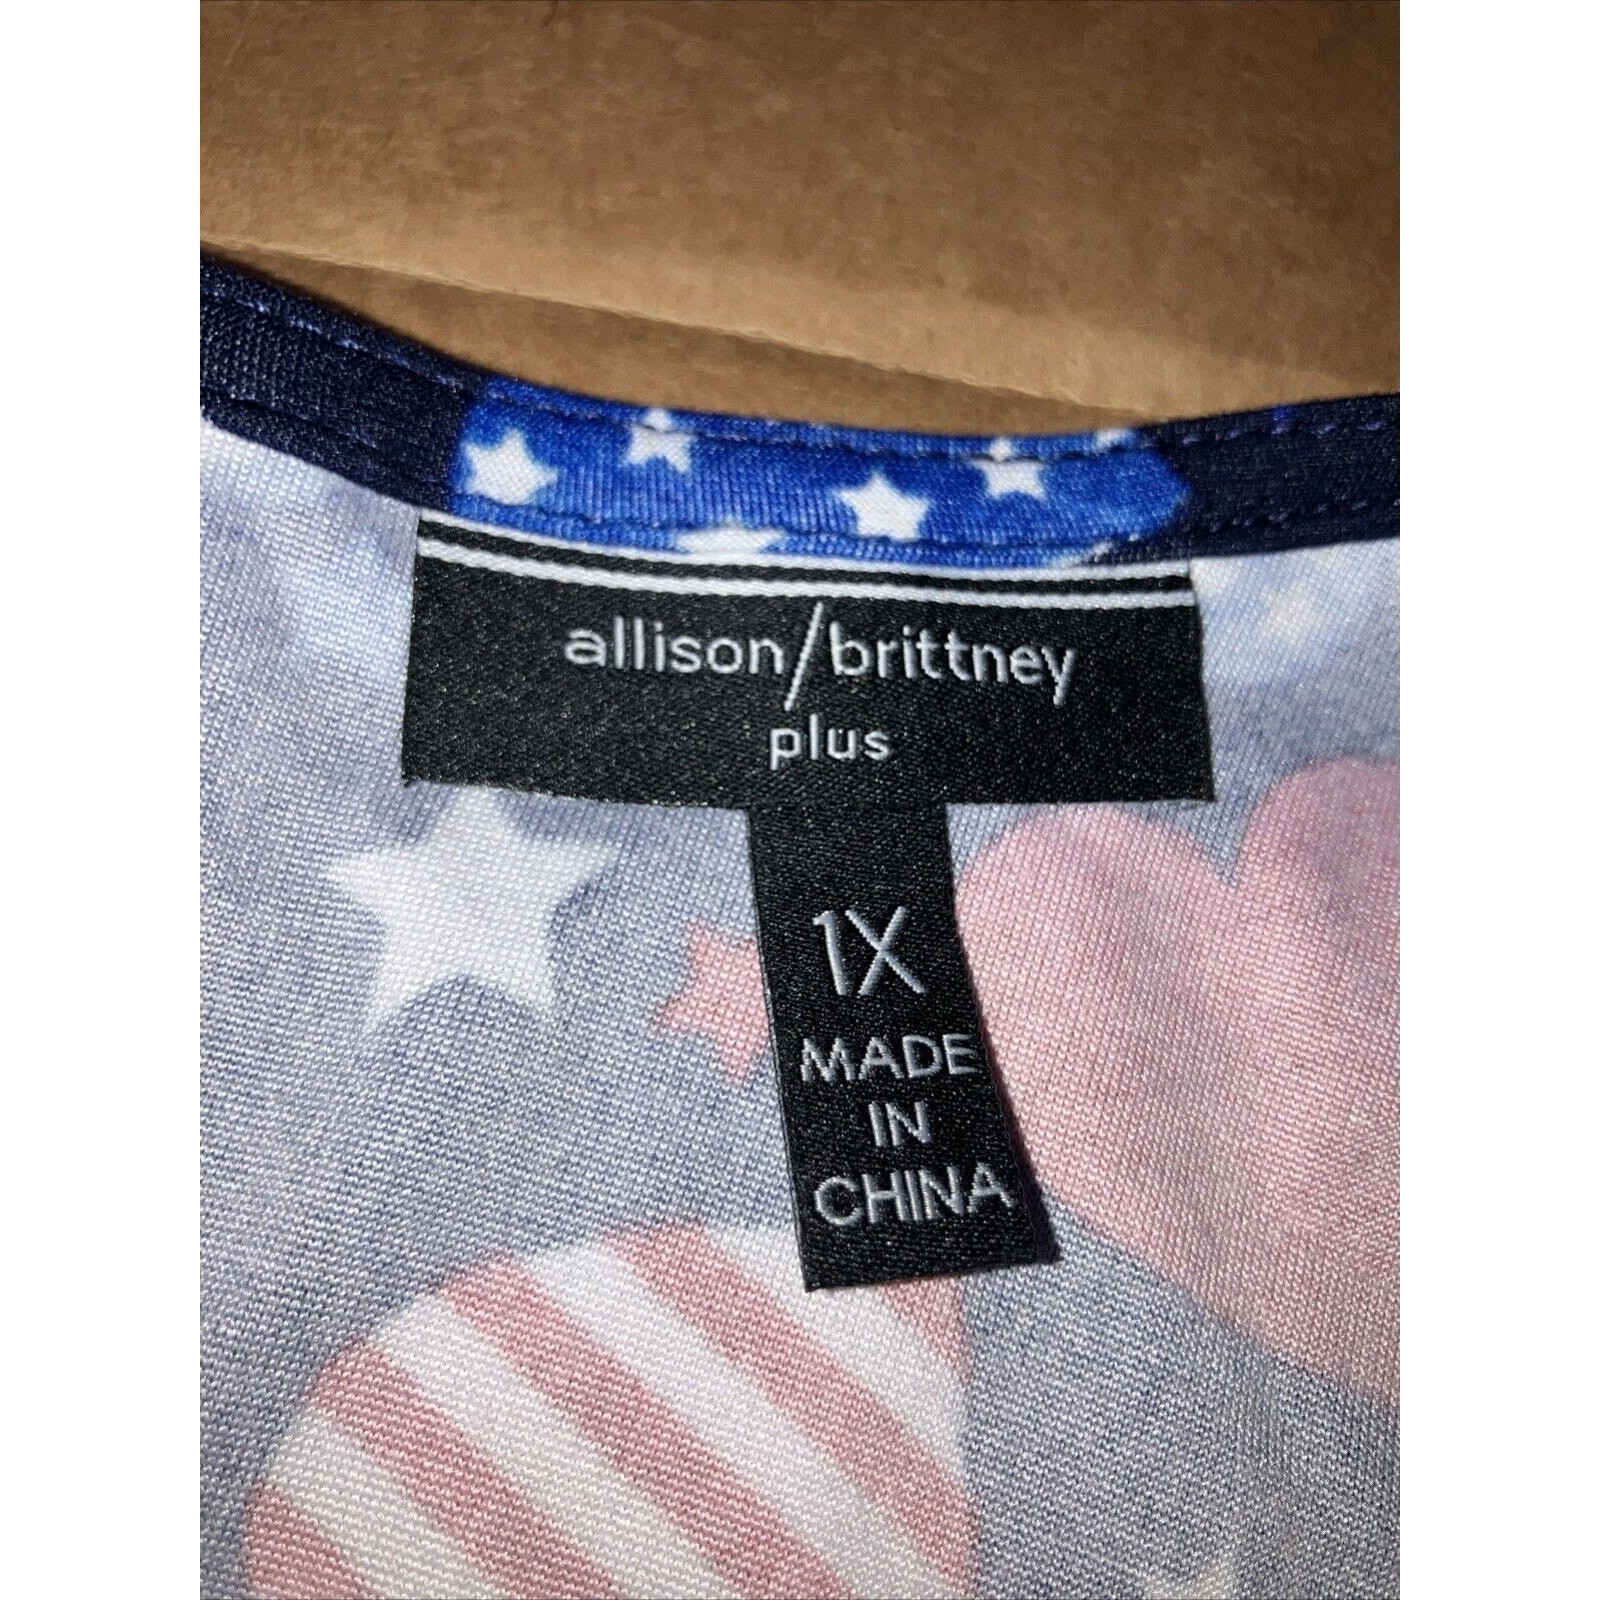 allison/brittney
plus
1X
MADE
IN
CHINA